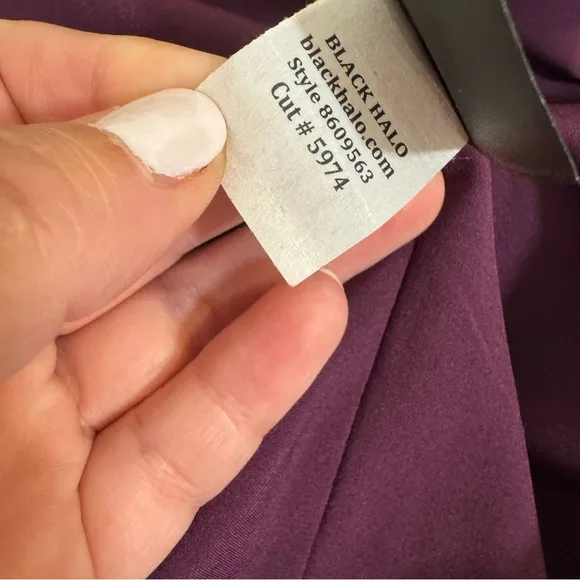 BLACK HALO
blackhalo.com
Style 8609563
Cut # 5974